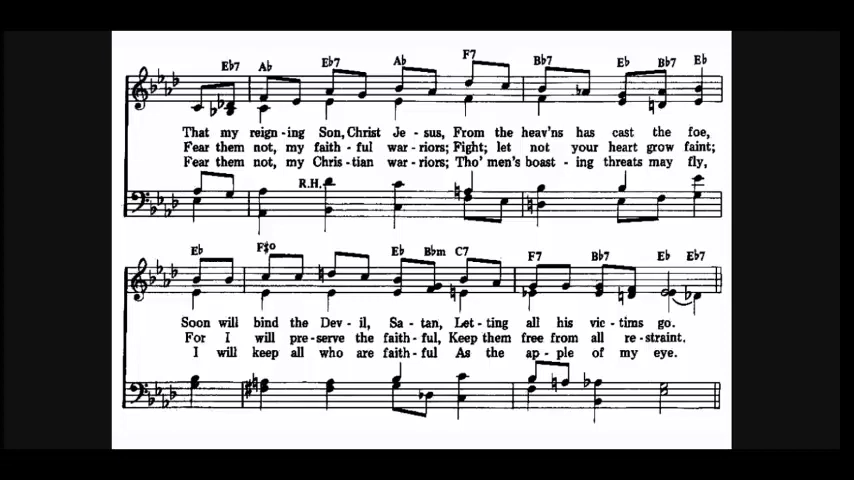 Eb7 Ab Eb7 Ab F7 Bb7 Eb Bb7 Eb
That my reign-ing Son, Christ Je-sus, From the heav'ns has cast the foe,
Fear them not, my faith-ful war-riors; Fight; let not your heart grow faint;
Fear them not, my Chris-tian war-riors; Tho' men's boast-ing threats may fly,
R.H.
Eb F#o Eb Bbm C7 F7 Bb7 Eb Eb7
Soon will bind the Dev-il, Sa-tan, Let-ting all his vic-tims go.
For I will pre-serve the faith-ful, Keep them free from all re-straint.
I will keep all who are faith-ful As the ap-ple of my eye.